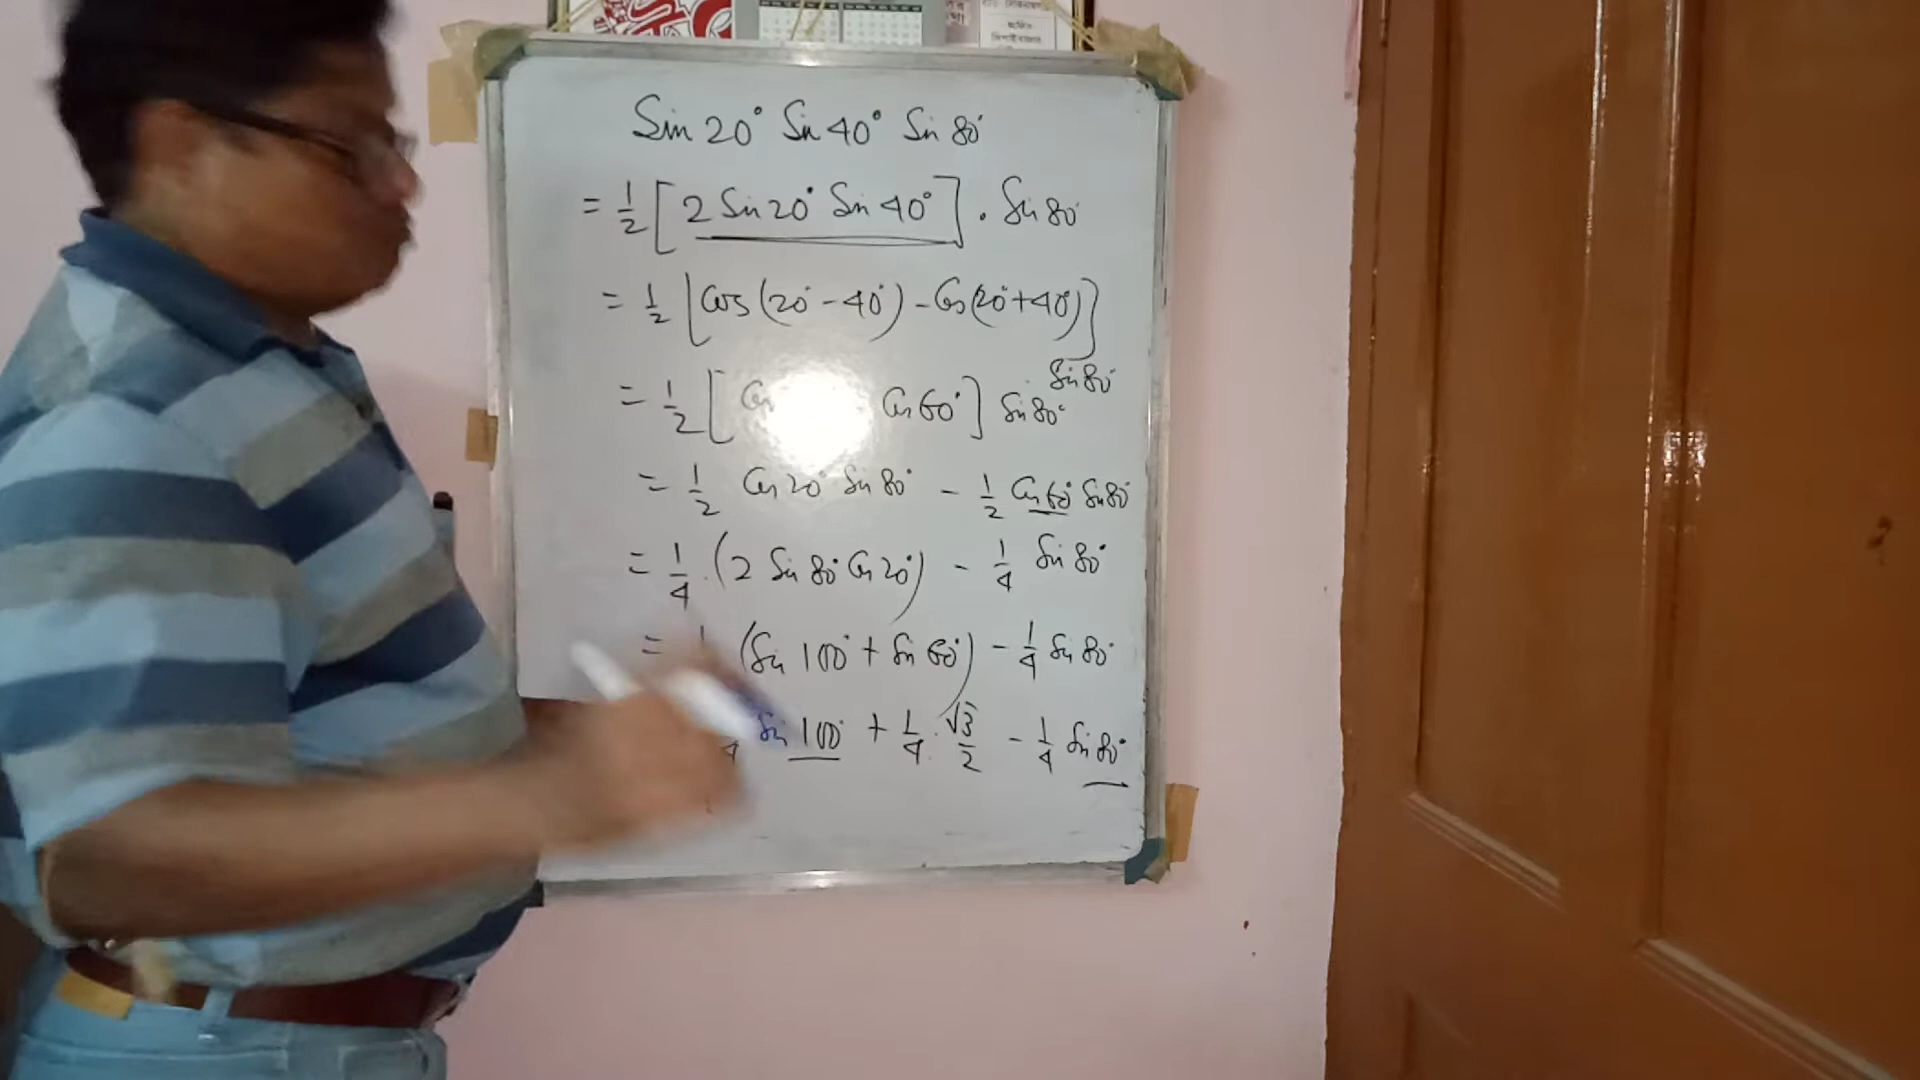 Sin 20° Sin 40° Sin 80°
= 1/2 [ 2 Sin 20° Sin 40° ] . Sin 80°
= 1/2 [ Cos (20° - 40°) - Cos (20° + 40°) ]
Sin 80°
= 1/2 [ Cos Cos 60° ] Sin 80°
= 1/2 Cos 20° Sin 80° - 1/2 Cos 60° Sin 80°
= 1/4 . (2 Sin 80° Cos 20°) - 1/4 Sin 80°
= (Sin 100° + Sin 60°) - 1/4 Sin 80°
Sin 100° + 1/4 . √3/2 - 1/4 Sin 80°